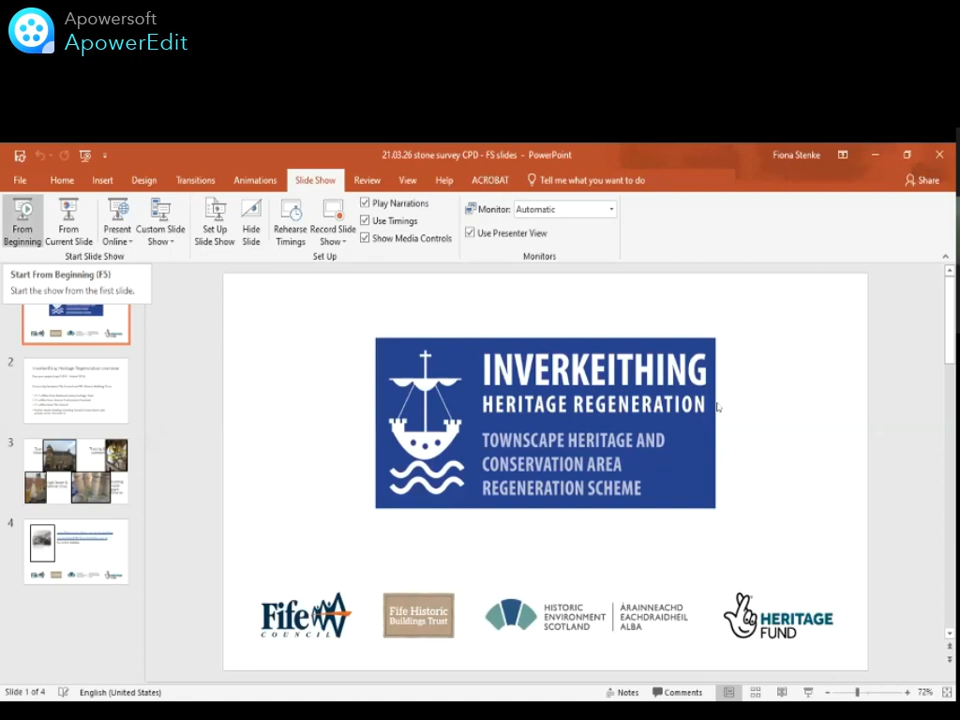 Apowersoft
ApowerEdit
21.03.26 stone survey CPD - FS slides - PowerPoint
Fiona Stenke
File Home Insert Design Transitions Animations Slide Show Review View Help ACROBAT Tell me what you want to do Share
From Beginning
From Current Slide
Present Online
Custom Slide Show
Set Up Slide Show
Hide Slide
Rehearse Timings
Record Slide Show
Play Narrations
Use Timings
Show Media Controls
Monitor: Automatic
Use Presenter View
Start Slide Show
Set Up
Monitors
Start From Beginning (F5)
Start the show from the first slide.
2
3
4
INVERKEITHING
HERITAGE REGENERATION
TOWNSCAPE HERITAGE AND
CONSERVATION AREA
REGENERATION SCHEME
Fife
COUNCIL
Fife Historic
Buildings Trust
HISTORIC
ENVIRONMENT
SCOTLAND
ÀRAINNEACHD
EACHDRAIDHEIL
ALBA
HERITAGE
FUND
Slide 1 of 4
English (United States)
Notes
Comments
72%